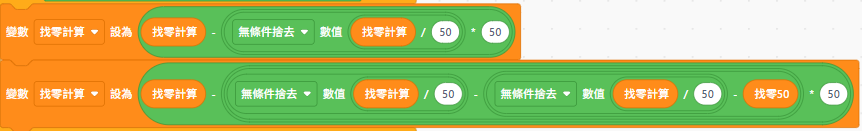 變數 找零計算 設為 找零計算 - 無條件捨去 數值 找零計算 / 50 * 50
變數 找零計算 設為 找零計算 - 無條件捨去 數值 找零計算 / 50 - 無條件捨去 數值 找零計算 / 50 - 找零50 * 50